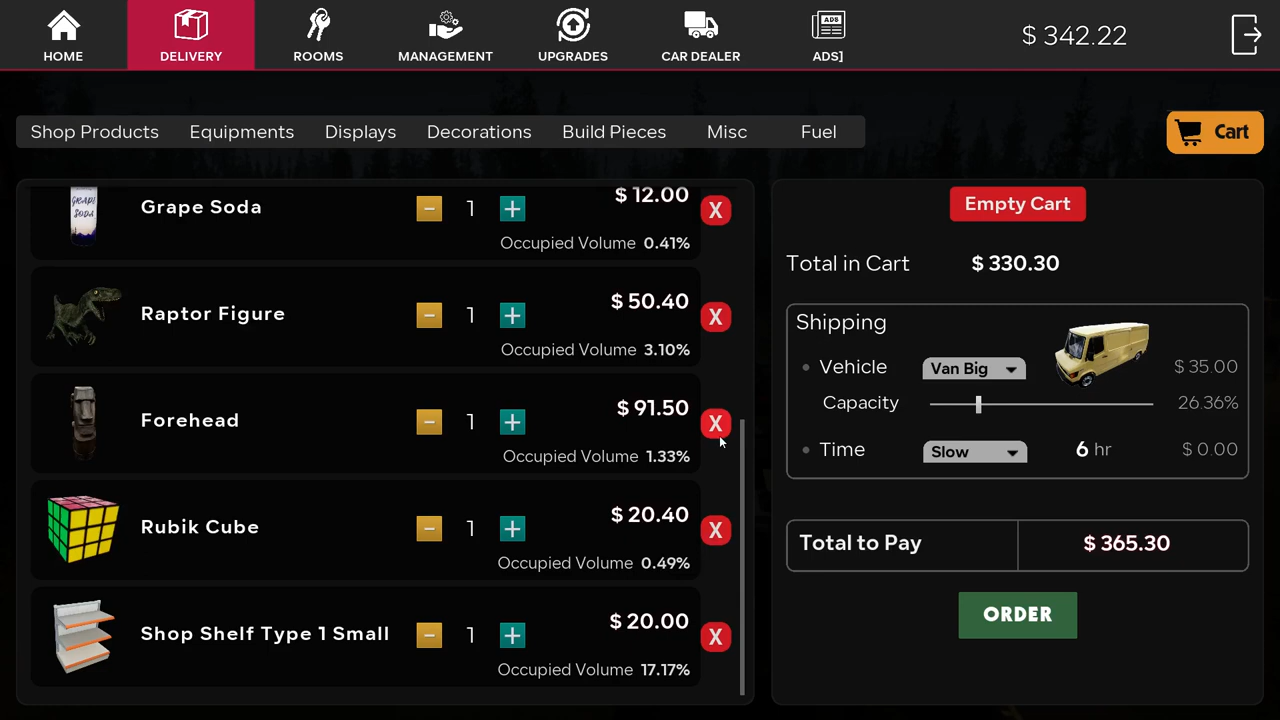 HOME
DELIVERY
ROOMS
MANAGEMENT
UPGRADES
CAR DEALER
ADS
ADS]
$ 342.22
Shop Products
Equipments
Displays
Decorations
Build Pieces
Misc
Fuel
Cart
GRAPE
SODA
Grape Soda
− 1 +
$ 12.00
X
Occupied Volume 0.41%
Raptor Figure
− 1 +
$ 50.40
X
Occupied Volume 3.10%
Forehead
− 1 +
$ 91.50
X
Occupied Volume 1.33%
Rubik Cube
− 1 +
$ 20.40
X
Occupied Volume 0.49%
Shop Shelf Type 1 Small
− 1 +
$ 20.00
X
Occupied Volume 17.17%
Empty Cart
Total in Cart $ 330.30
Shipping
Vehicle Van Big $ 35.00
Capacity 26.36%
Time Slow 6 hr $ 0.00
Total to Pay $ 365.30
ORDER